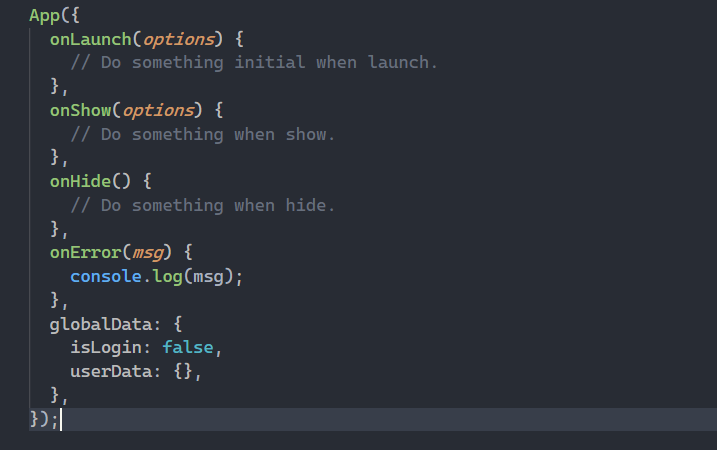 App({
  onLaunch(options) {
    // Do something initial when launch.
  },
  onShow(options) {
    // Do something when show.
  },
  onHide() {
    // Do something when hide.
  },
  onError(msg) {
    console.log(msg);
  },
  globalData: {
    isLogin: false,
    userData: {},
  },
});